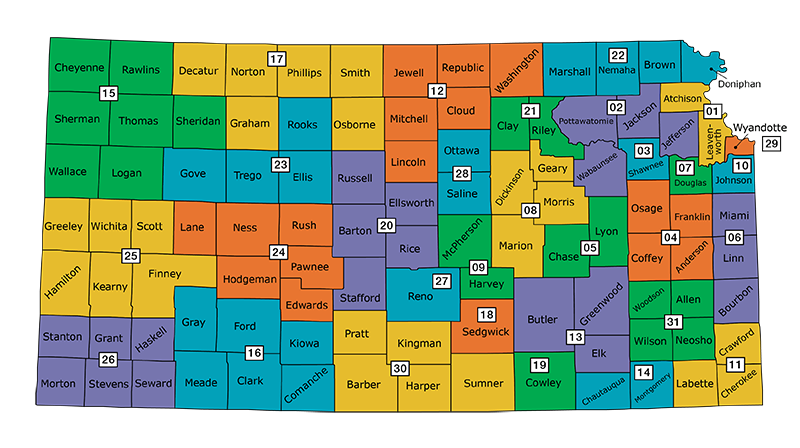 22
17
Brown
Cheyenne
Rawlins
Decatur
Norton
Phillips
Smith
Jewell
Republic
Washington
Marshall
Nemaha
Doniphan
15
12
Atchison
Sherman
Thomas
Sheridan
Graham
Rooks
Osborne
Mitchell
Cloud
Clay
21
Riley
Pottawatomie
02
Jackson
01
Jefferson
Leaven-
worth
Wyandotte
29
Wallace
Logan
Gove
Trego
23
Ellis
Russell
Lincoln
Ottawa
28
Saline
Dickinson
Geary
Wabaunsee
03
Shawnee
07
Douglas
10
Johnson
Greeley
Wichita
Scott
Lane
Ness
Rush
Barton
Ellsworth
20
Rice
McPherson
08
Morris
Marion
Lyon
Osage
Franklin
Miami
25
24
05
Chase
04
Coffey
Anderson
06
Linn
Hamilton
Kearny
Finney
Hodgeman
Pawnee
Edwards
Stafford
27
Reno
09
Harvey
Butler
Greenwood
Woodson
Allen
Bourbon
Stanton
Grant
Haskell
Gray
Ford
Kiowa
Pratt
Kingman
18
Sedgwick
13
Elk
31
Wilson
Neosho
Crawford
26
16
30
19
14
11
Morton
Stevens
Seward
Meade
Clark
Comanche
Barber
Harper
Sumner
Cowley
Chautauqua
Montgomery
Labette
Cherokee